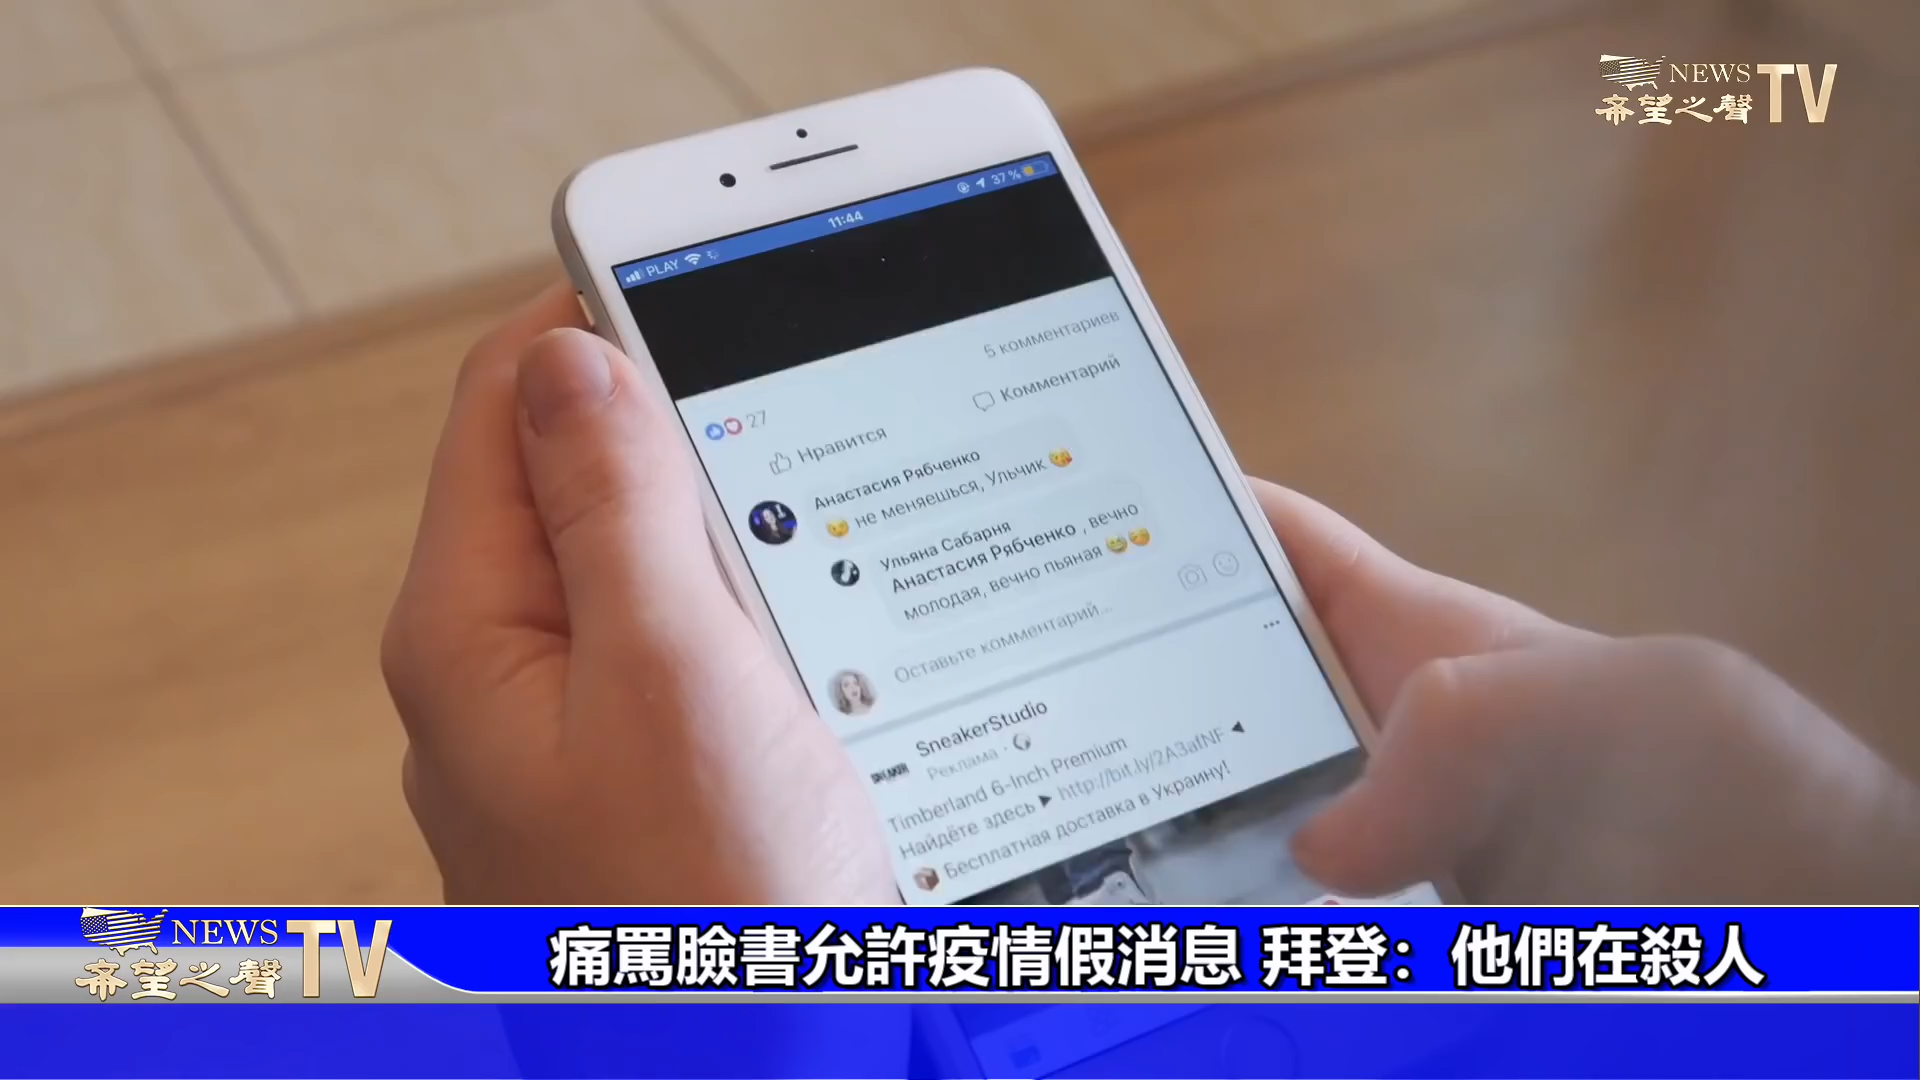 NEWS
希望之聲 TV
11:44
37 %
PLAY
5 комментариев
27
Комментарий
Нравится
Анастасия Рябченко
не меняешься, Ульчик
Ульяна Сабарня
Анастасия Рябченко , вечно
молодая, вечно пьяная
Оставьте комментарий...
SneakerStudio
Реклама
SNEAKER
Timberland 6-Inch Premium
Найдёте здесь ► http://bit.ly/2A3afNF ◄
Бесплатная доставка в Украину!
NEWS
希望之聲 TV
痛罵臉書允許疫情假消息 拜登：他們在殺人